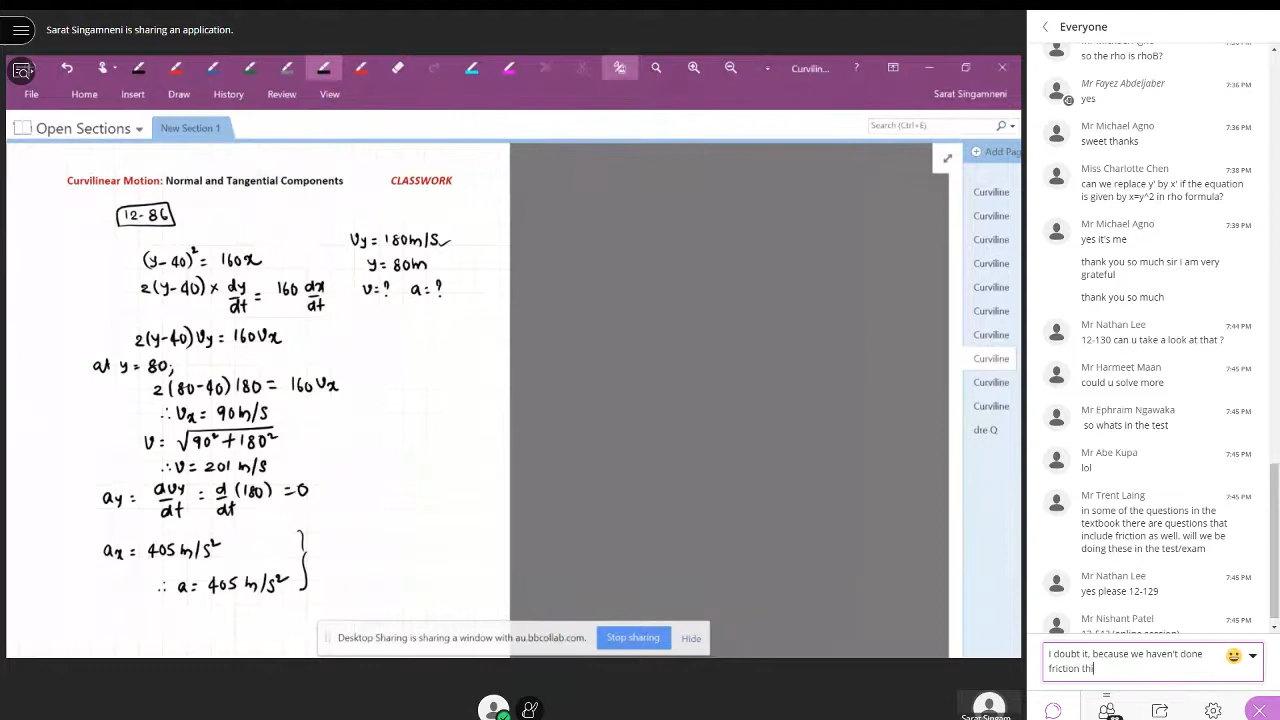 Sarat Singamneni is sharing an application.
Everyone
so the rho is rhoB?
Mr Fayez Abdeljaber 7:36 PM
yes
Mr Michael Agno 7:36 PM
sweet thanks
Miss Charlotte Chen 7:38 PM
can we replace y' by x' if the equation
is given by x=y^2 in rho formula?
Mr Michael Agno 7:39 PM
yes it's me
thank you so much sir I am very
grateful
thank you so much
Mr Nathan Lee 7:44 PM
12-130 can u take a look at that ?
Mr Harmeet Maan 7:45 PM
could u solve more
Mr Ephraim Ngawaka 7:45 PM
so whats in the test
Mr Abe Kupa 7:45 PM
lol
Mr Trent Laing 7:45 PM
in some of the questions in the
textbook there are questions that
include friction as well. will we be
doing these in the test/exam
Mr Nathan Lee 7:45 PM
yes please 12-129
Mr Nishant Patel 7:45 PM
I doubt it, because we haven't done
friction thi
Curvilin...
File Home Insert Draw History Review View Sarat Singamneni
Open Sections New Section 1 Search (Ctrl+E)
Add Pag
Curviline
Curviline
Curviline
Curviline
Curviline
Curviline
Curviline
Curviline
Curviline
Curviline
dre Q
Curvilinear Motion: Normal and Tangential Components CLASSWORK
12-86
(y-40)² = 160x
2(y-40) × dy/dt = 160 dx/dt
2(y-40) Vy = 160Vx
at y = 80;
2(80-40)180 = 160Vx
∴ Vx = 90m/s
V = √90² + 180²
∴ V = 201 m/s
ay = dVy/dt = d/dt (180) = 0
ax = 405 m/s²
∴ a = 405 m/s²
Vy = 180m/s
y = 80m
V = ? a = ?
Desktop Sharing is sharing a window with au.bbcollab.com. Stop sharing Hide